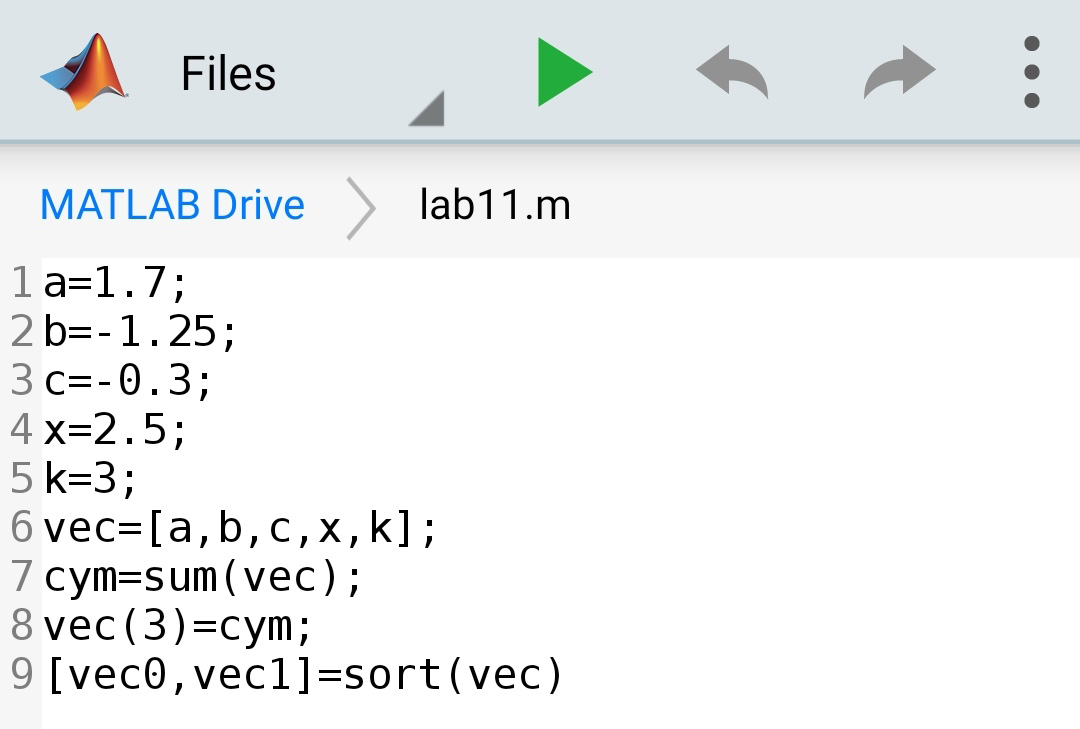 Files
MATLAB Drive lab11.m
1 a=1.7;
2 b=-1.25;
3 c=-0.3;
4 x=2.5;
5 k=3;
6 vec=[a,b,c,x,k];
7 cym=sum(vec);
8 vec(3)=cym;
9 [vec0,vec1]=sort(vec)